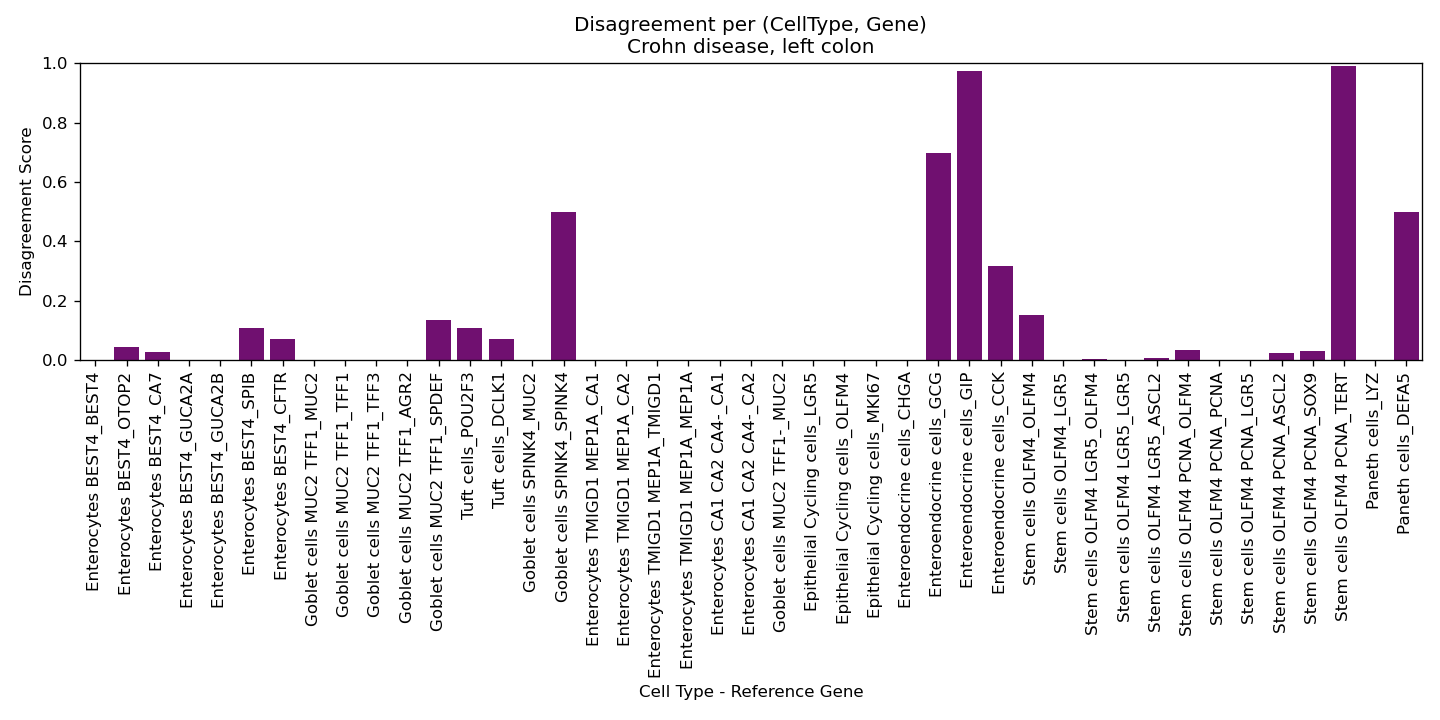 Disagreement per (CellType, Gene)
Crohn disease, left colon
Disagreement Score
1.0
0.8
0.6
0.4
0.2
0.0
Enterocytes BEST4_BEST4
Enterocytes BEST4_OTOP2
Enterocytes BEST4_CA7
Enterocytes BEST4_GUCA2A
Enterocytes BEST4_GUCA2B
Enterocytes BEST4_SPIB
Enterocytes BEST4_CFTR
Goblet cells MUC2 TFF1_MUC2
Goblet cells MUC2 TFF1_TFF1
Goblet cells MUC2 TFF1_TFF3
Goblet cells MUC2 TFF1_AGR2
Goblet cells MUC2 TFF1_SPDEF
Tuft cells_POU2F3
Tuft cells_DCLK1
Goblet cells SPINK4_MUC2
Goblet cells SPINK4_SPINK4
Enterocytes TMIGD1 MEP1A_CA1
Enterocytes TMIGD1 MEP1A_CA2
Enterocytes TMIGD1 MEP1A_TMIGD1
Enterocytes TMIGD1 MEP1A_MEP1A
Enterocytes CA1 CA2 CA4-_CA1
Enterocytes CA1 CA2 CA4-_CA2
Goblet cells MUC2 TFF1-_MUC2
Epithelial Cycling cells_LGR5
Epithelial Cycling cells_OLFM4
Epithelial Cycling cells_MKI67
Enteroendocrine cells_CHGA
Enteroendocrine cells_GCG
Enteroendocrine cells_GIP
Enteroendocrine cells_CCK
Stem cells OLFM4_OLFM4
Stem cells OLFM4_LGR5
Stem cells OLFM4 LGR5_OLFM4
Stem cells OLFM4 LGR5_LGR5
Stem cells OLFM4 LGR5_ASCL2
Stem cells OLFM4 PCNA_OLFM4
Stem cells OLFM4 PCNA_PCNA
Stem cells OLFM4 PCNA_LGR5
Stem cells OLFM4 PCNA_ASCL2
Stem cells OLFM4 PCNA_SOX9
Stem cells OLFM4 PCNA_TERT
Paneth cells_LYZ
Paneth cells_DEFA5
Cell Type - Reference Gene